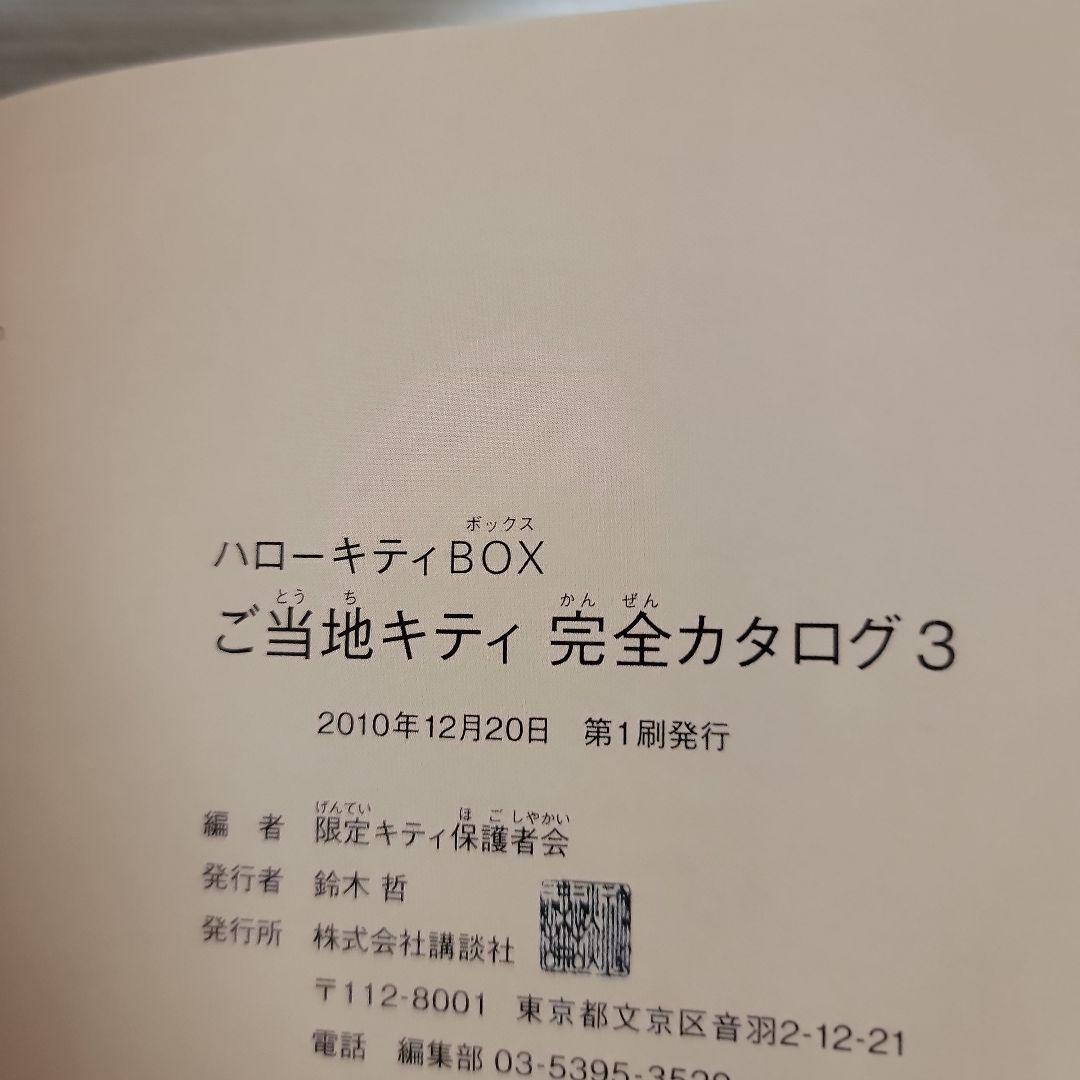 ハローキティBOX
ボックス
ご当地キティ 完全カタログ3
とう ち かん ぜん
2010年12月20日 第1刷発行
編 者 限定キティ保護者会
げんてい ほ ご しやかい
発行者 鈴木 哲
発行所 株式会社講談社
〒112-8001 東京都文京区音羽2-12-21
電話 編集部 03-5395-